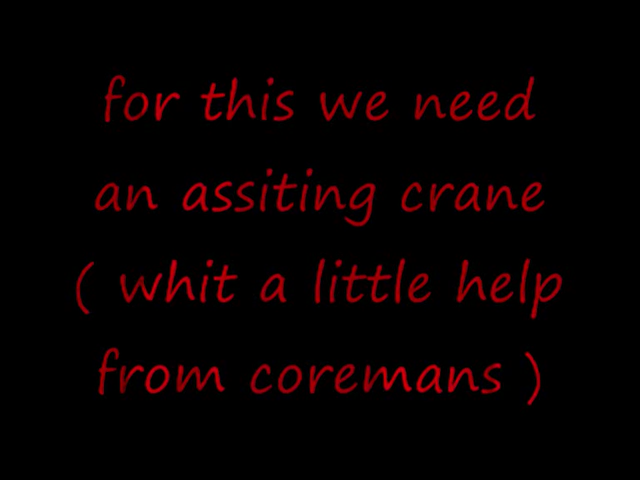 for this we need
an assiting crane
( whit a little help
from coremans )